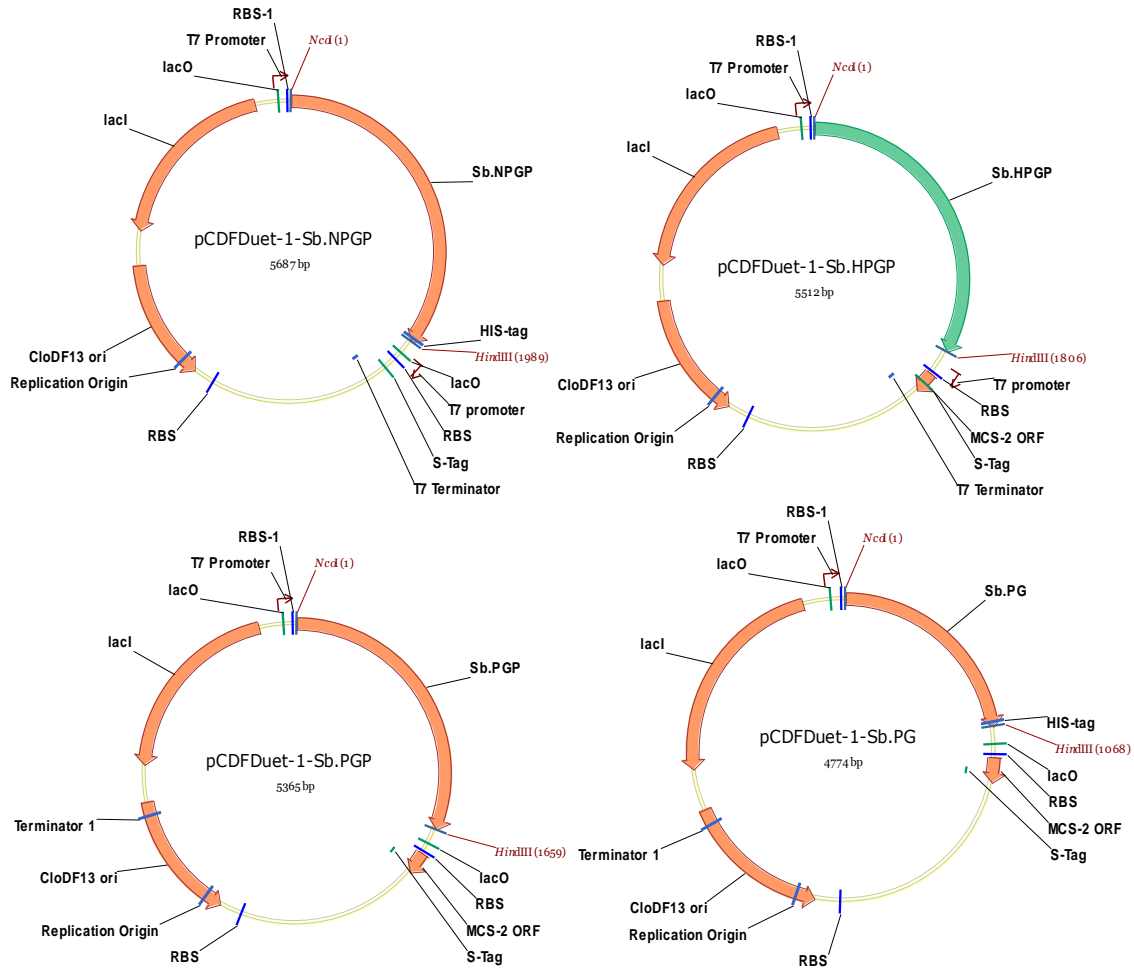 RBS-1
T7 Promoter
NcoI (1)
lacO
lacI
Sb.NPGP
pCDFDuet-1-Sb.NPGP
5687 bp
HIS-tag
HindIII (1989)
lacO
T7 promoter
RBS
S-Tag
T7 Terminator
CloDF13 ori
Replication Origin
RBS
RBS-1
T7 Promoter
NcoI (1)
lacO
lacI
Sb.HPGP
pCDFDuet-1-Sb.HPGP
5512 bp
HindIII (1806)
T7 promoter
RBS
MCS-2 ORF
S-Tag
T7 Terminator
CloDF13 ori
Replication Origin
RBS
RBS-1
T7 Promoter
NcoI (1)
lacO
lacI
Sb.PGP
pCDFDuet-1-Sb.PGP
5365 bp
HindIII (1659)
lacO
RBS
MCS-2 ORF
S-Tag
Terminator 1
CloDF13 ori
Replication Origin
RBS
RBS-1
T7 Promoter
NcoI (1)
lacO
lacI
Sb.PG
pCDFDuet-1-Sb.PG
4774 bp
HIS-tag
HindIII (1068)
lacO
RBS
MCS-2 ORF
S-Tag
Terminator 1
CloDF13 ori
Replication Origin
RBS